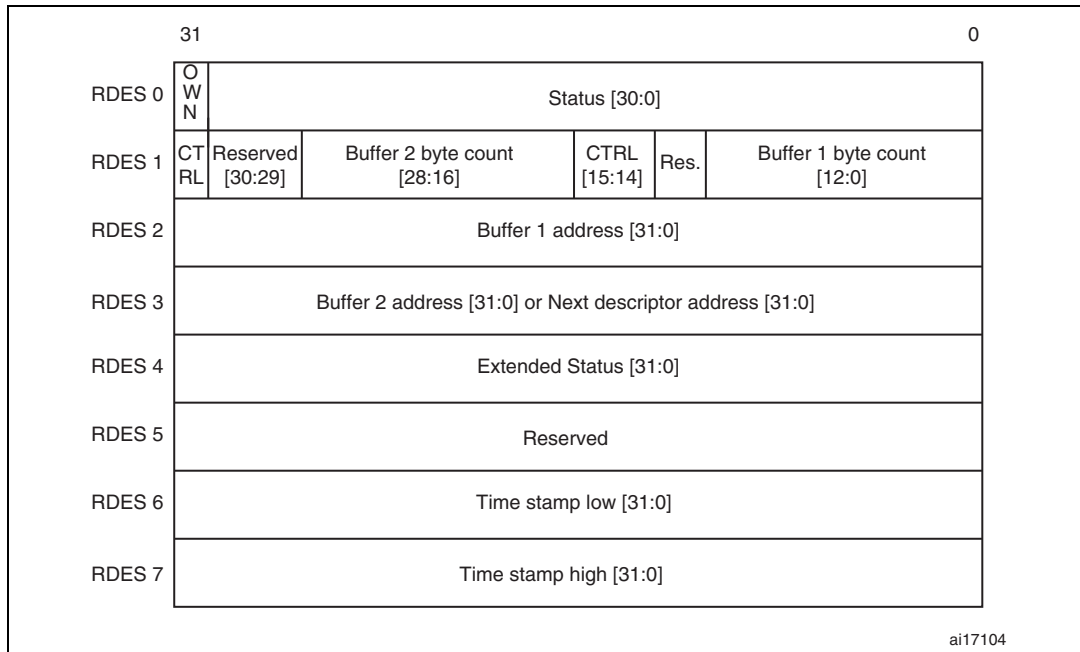 31 0
RDES 0 OWN Status [30:0]
RDES 1 CTRL Reserved [30:29] Buffer 2 byte count [28:16] CTRL [15:14] Res. Buffer 1 byte count [12:0]
RDES 2 Buffer 1 address [31:0]
RDES 3 Buffer 2 address [31:0] or Next descriptor address [31:0]
RDES 4 Extended Status [31:0]
RDES 5 Reserved
RDES 6 Time stamp low [31:0]
RDES 7 Time stamp high [31:0]
ai17104